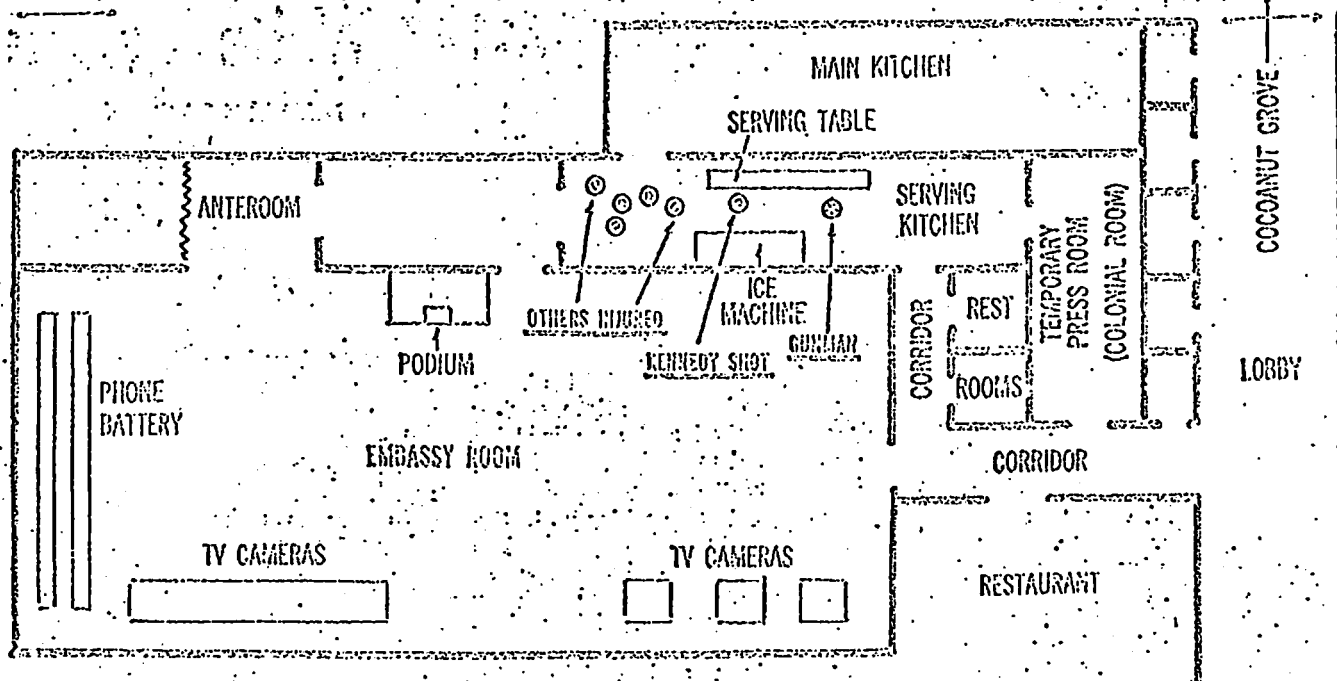 MAIN KITCHEN
SERVING TABLE
ANTEROOM
SERVING
KITCHEN
TEMPORARY
PRESS ROOM
(COLONIAL ROOM)
COCOANUT GROVE
OTHERS INJURED
ICE
MACHINE
KENNEDY SHOT
GUNMAN
PODIUM
CORRIDOR
REST
ROOMS
LOBBY
PHONE
BATTERY
EMBASSY ROOM
CORRIDOR
TV CAMERAS
TV CAMERAS
RESTAURANT